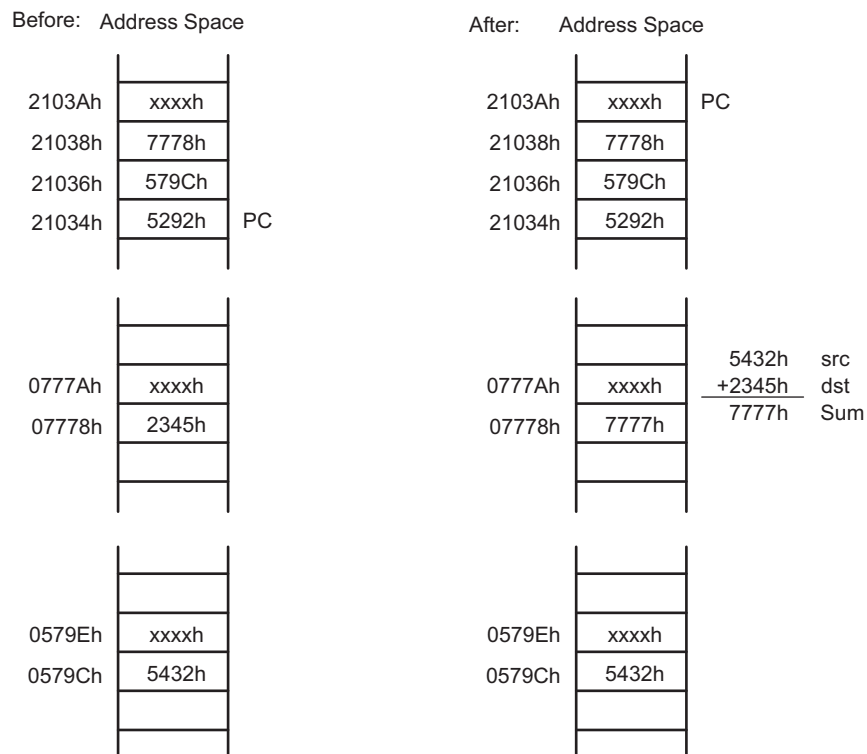 Before: Address Space
2103Ah xxxxh
21038h 7778h
21036h 579Ch
21034h 5292h PC
0777Ah xxxxh
07778h 2345h
0579Eh xxxxh
0579Ch 5432h
After: Address Space
2103Ah xxxxh PC
21038h 7778h
21036h 579Ch
21034h 5292h
0777Ah xxxxh
07778h 7777h
5432h src
+2345h dst
7777h Sum
0579Eh xxxxh
0579Ch 5432h